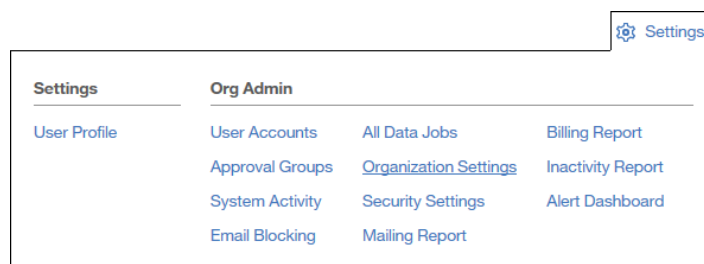 Settings
Settings
Org Admin
User Profile
User Accounts
All Data Jobs
Billing Report
Approval Groups
Organization Settings
Inactivity Report
System Activity
Security Settings
Alert Dashboard
Email Blocking
Mailing Report